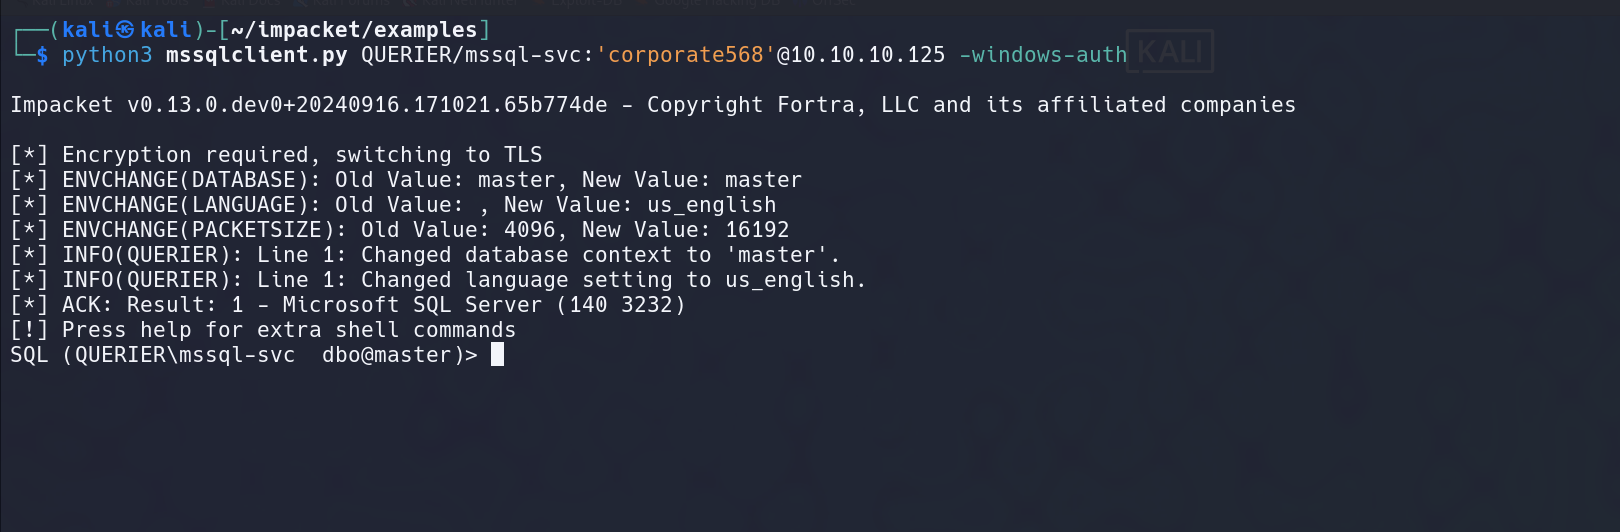 ┌──(kali㉿kali)-[~/impacket/examples]
└─$ python3 mssqlclient.py QUERIER/mssql-svc:'corporate568'@10.10.10.125 -windows-auth
KALI
Impacket v0.13.0.dev0+20240916.171021.65b774de - Copyright Fortra, LLC and its affiliated companies
[*] Encryption required, switching to TLS
[*] ENVCHANGE(DATABASE): Old Value: master, New Value: master
[*] ENVCHANGE(LANGUAGE): Old Value: , New Value: us_english
[*] ENVCHANGE(PACKETSIZE): Old Value: 4096, New Value: 16192
[*] INFO(QUERIER): Line 1: Changed database context to 'master'.
[*] INFO(QUERIER): Line 1: Changed language setting to us_english.
[*] ACK: Result: 1 - Microsoft SQL Server (140 3232)
[!] Press help for extra shell commands
SQL (QUERIER\mssql-svc  dbo@master)>